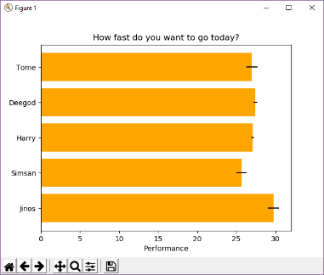 Figure 1
How fast do you want to go today?
Tome
Deegod
Harry
Simsan
jinos
0 5 10 15 20 25 30
Performance